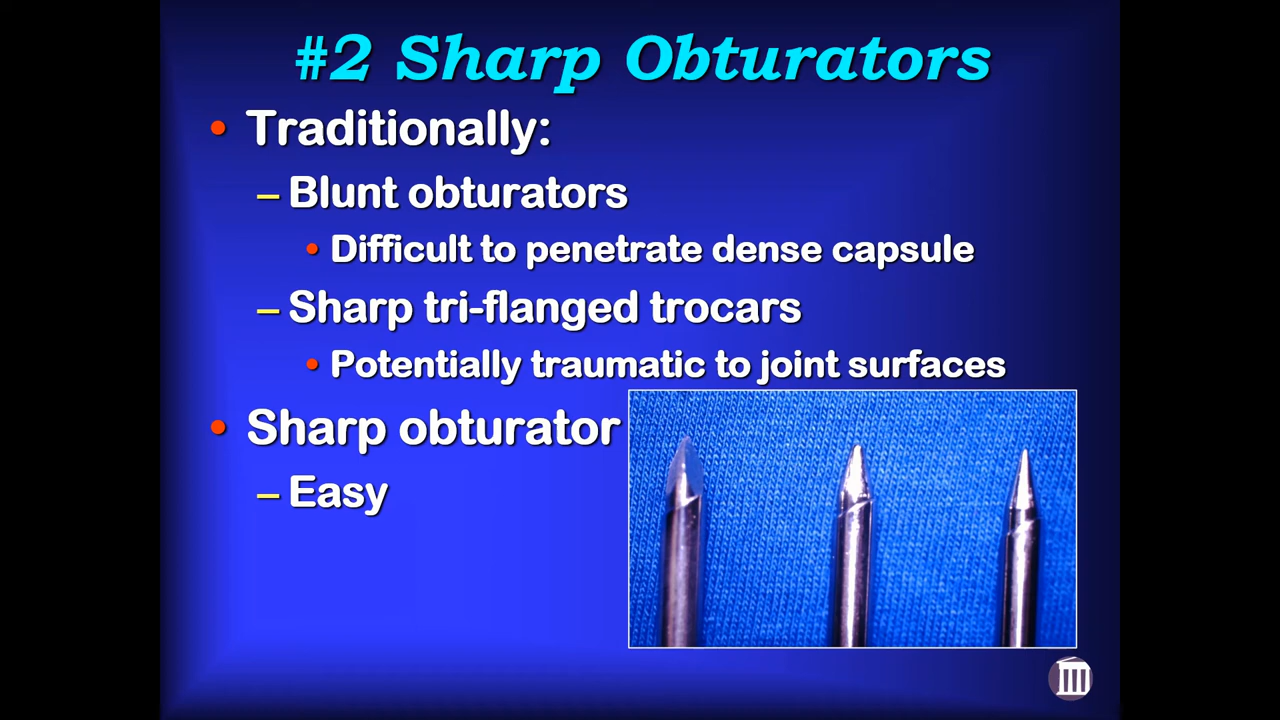 #2 Sharp Obturators
• Traditionally:
– Blunt obturators
• Difficult to penetrate dense capsule
– Sharp tri-flanged trocars
• Potentially traumatic to joint surfaces
• Sharp obturator
– Easy